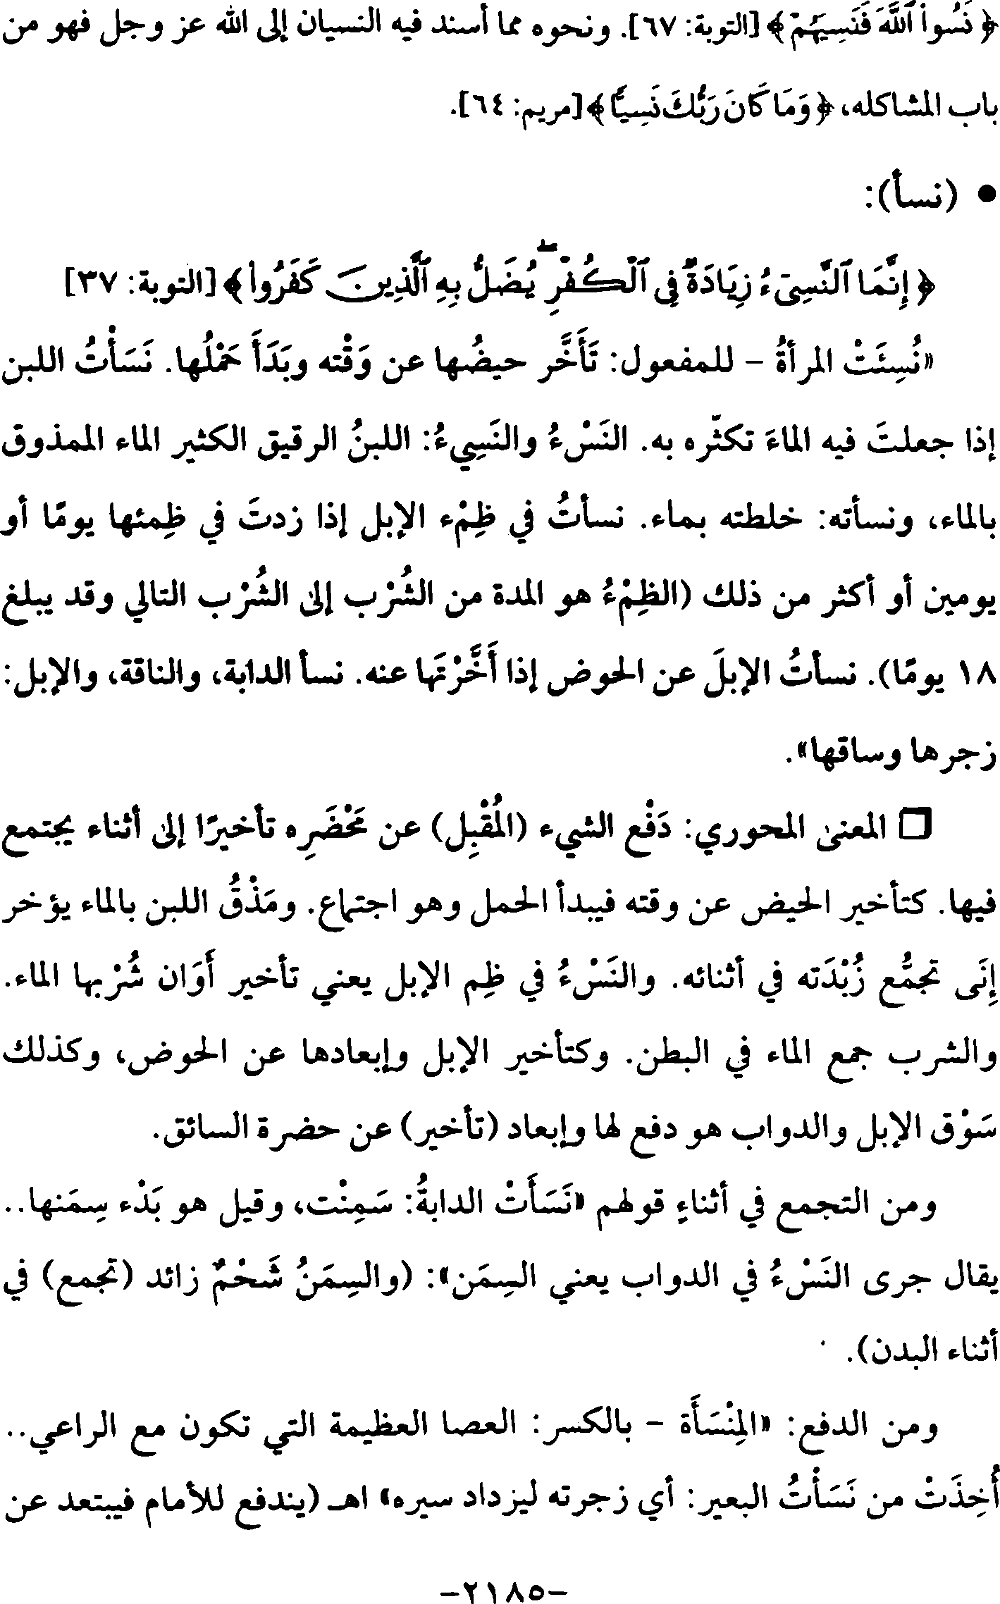 ﴿ نَسُوا۟ ٱللَّهَ فَنَسِيَهُمْ ﴾ [التوبة: ٦٧]. ونحوه مما أسند فيه النسيان إلى الله عز وجل فهو من
باب المشاكله، ﴿ وَمَا كَانَ رَبُّكَ نَسِيًّا ﴾ [مريم: ٦٤].
• (نسأ):
﴿ إِنَّمَا ٱلنَّسِىٓءُ زِيَادَةٌ فِى ٱلْكُفْرِ ۖ يُضَلُّ بِهِ ٱلَّذِينَ كَفَرُوا۟ ﴾ [التوبة: ٣٧]
«نُسِئَتْ المرأةُ - للمفعول: تَأَخَّر حيضُها عن وَقْته وبَدَأَ حَمْلُها. نَسَأْتُ اللبن
إذا جعلتَ فيه الماءَ تكثّره به. النَسْءُ والنَسِيءُ: اللبنُ الرقيق الكثير الماء الممذوق
بالماء، ونسأته: خلطته بماء. نسأتُ في ظِمْء الإبل إذا زدتَ في ظِمئها يومًا أو
يومين أو أكثر من ذلك (الظِمْءُ هو المدة من الشُرْب إلى الشُرْب التالي وقد يبلغ
١٨ يومًا). نسأتُ الإبلَ عن الحوض إذا أَخَّرْتَها عنه. نسأ الدابة، والناقة، والإبل:
زجرها وساقها».
❒ المعنى المحوري: دَفْع الشيء (المُقْبِل) عن مَحْضَرِه تأخيرًا إلى أثناء يجتمع
فيها. كتأخير الحيض عن وقته فيبدأ الحمل وهو اجتماع. ومَذْقُ اللبن بالماء يؤخر
إِنَى تجمُّع زُبْدَته في أثنائه. والنَسْءُ في ظِم الإبل يعني تأخير أَوَان شُرْبها الماء.
والشرب جمع الماء في البطن. وكتأخير الإبل وإبعادها عن الحوض، وكذلك
سَوْق الإبل والدواب هو دفع لها وإبعاد (تأخير) عن حضرة السائق.
ومن التجمع في أثناءٍ قولهم «نَسَأَتْ الدابةُ: سَمِنْت، وقيل هو بَدْء سِمَنها..
يقال جرى النَسْءُ في الدواب يعني السِمَن»: (والسِمَنُ شَحْمٌ زائد (تجمع) في
أثناء البدن).
ومن الدفع: «المِنْسَأَة - بالكسر: العصا العظيمة التي تكون مع الراعي..
أُخِذَتْ من نَسَأْتُ البعير: أي زجرته ليزداد سيره» اهـ (يندفع للأمام فيبتعد عن
-٢١٨٥-